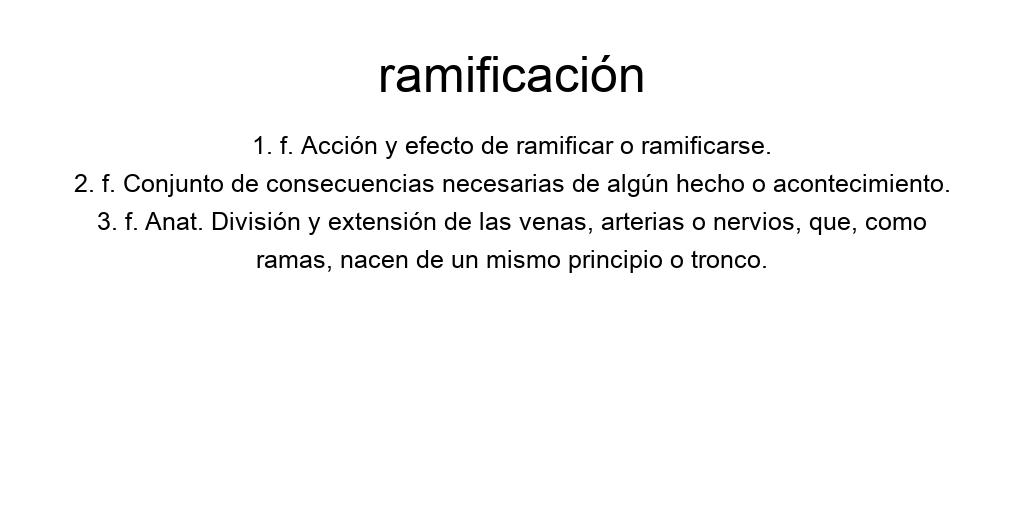 ramificación
1. f. Acción y efecto de ramificar o ramificarse.
2. f. Conjunto de consecuencias necesarias de algún hecho o acontecimiento.
3. f. Anat. División y extensión de las venas, arterias o nervios, que, como
ramas, nacen de un mismo principio o tronco.